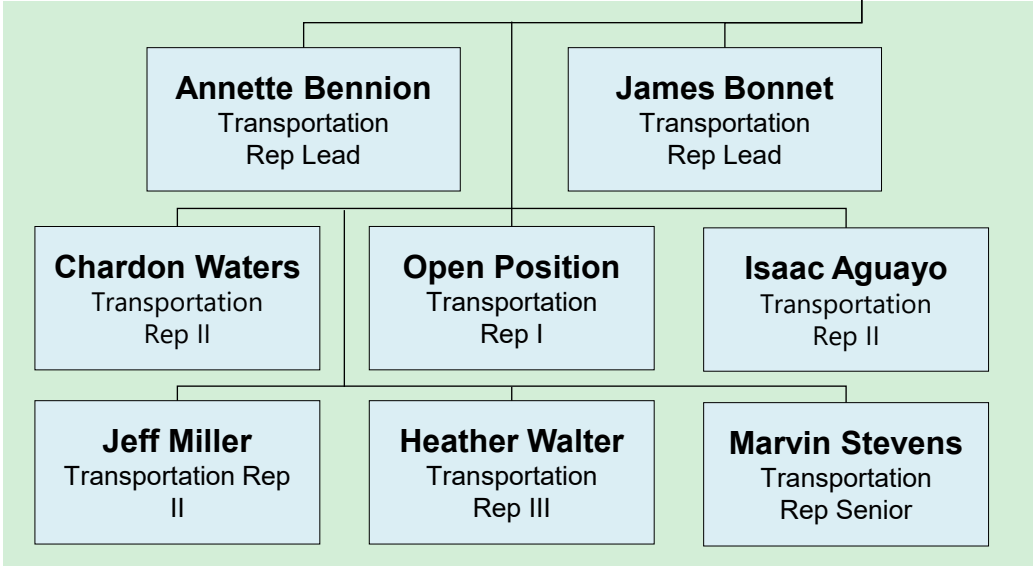 Annette Bennion
Transportation
Rep Lead
James Bonnet
Transportation
Rep Lead
Chardon Waters
Transportation
Rep II
Open Position
Transportation
Rep I
Isaac Aguayo
Transportation
Rep II
Jeff Miller
Transportation Rep
II
Heather Walter
Transportation
Rep III
Marvin Stevens
Transportation
Rep Senior